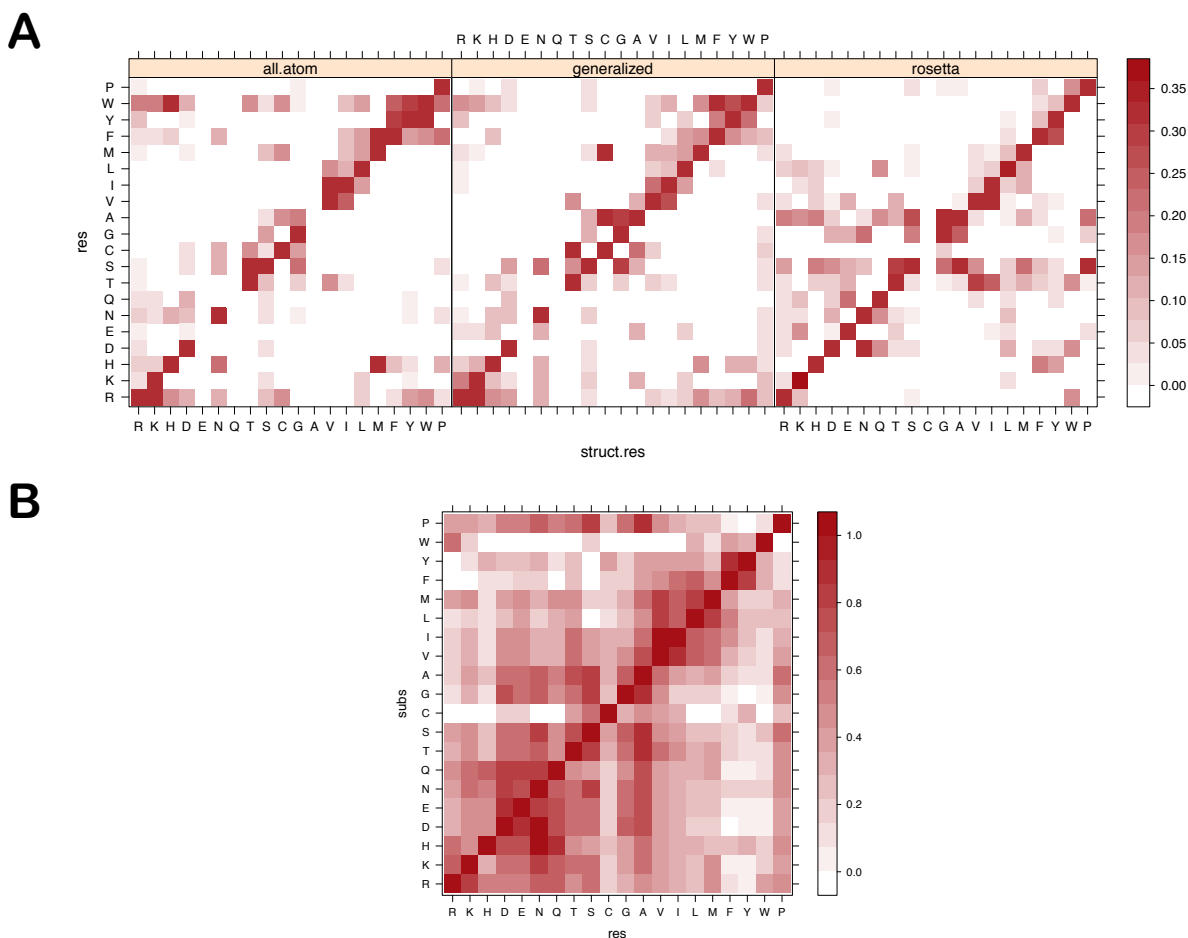 A
R K H D E N Q T S C G A V I L M F Y W P
all.atom generalized rosetta
P
W
Y
F
M
L
I
V
A
G
C
S
T
Q
N
E
D
H
K
R
res
R K H D E N Q T S C G A V I L M F Y W P
R K H D E N Q T S C G A V I L M F Y W P
struct.res
0.35
0.30
0.25
0.20
0.15
0.10
0.05
0.00
B
P
W
Y
F
M
L
I
V
A
G
C
S
T
Q
N
E
D
H
K
R
subs
R K H D E N Q T S C G A V I L M F Y W P
res
1.0
0.8
0.6
0.4
0.2
0.0